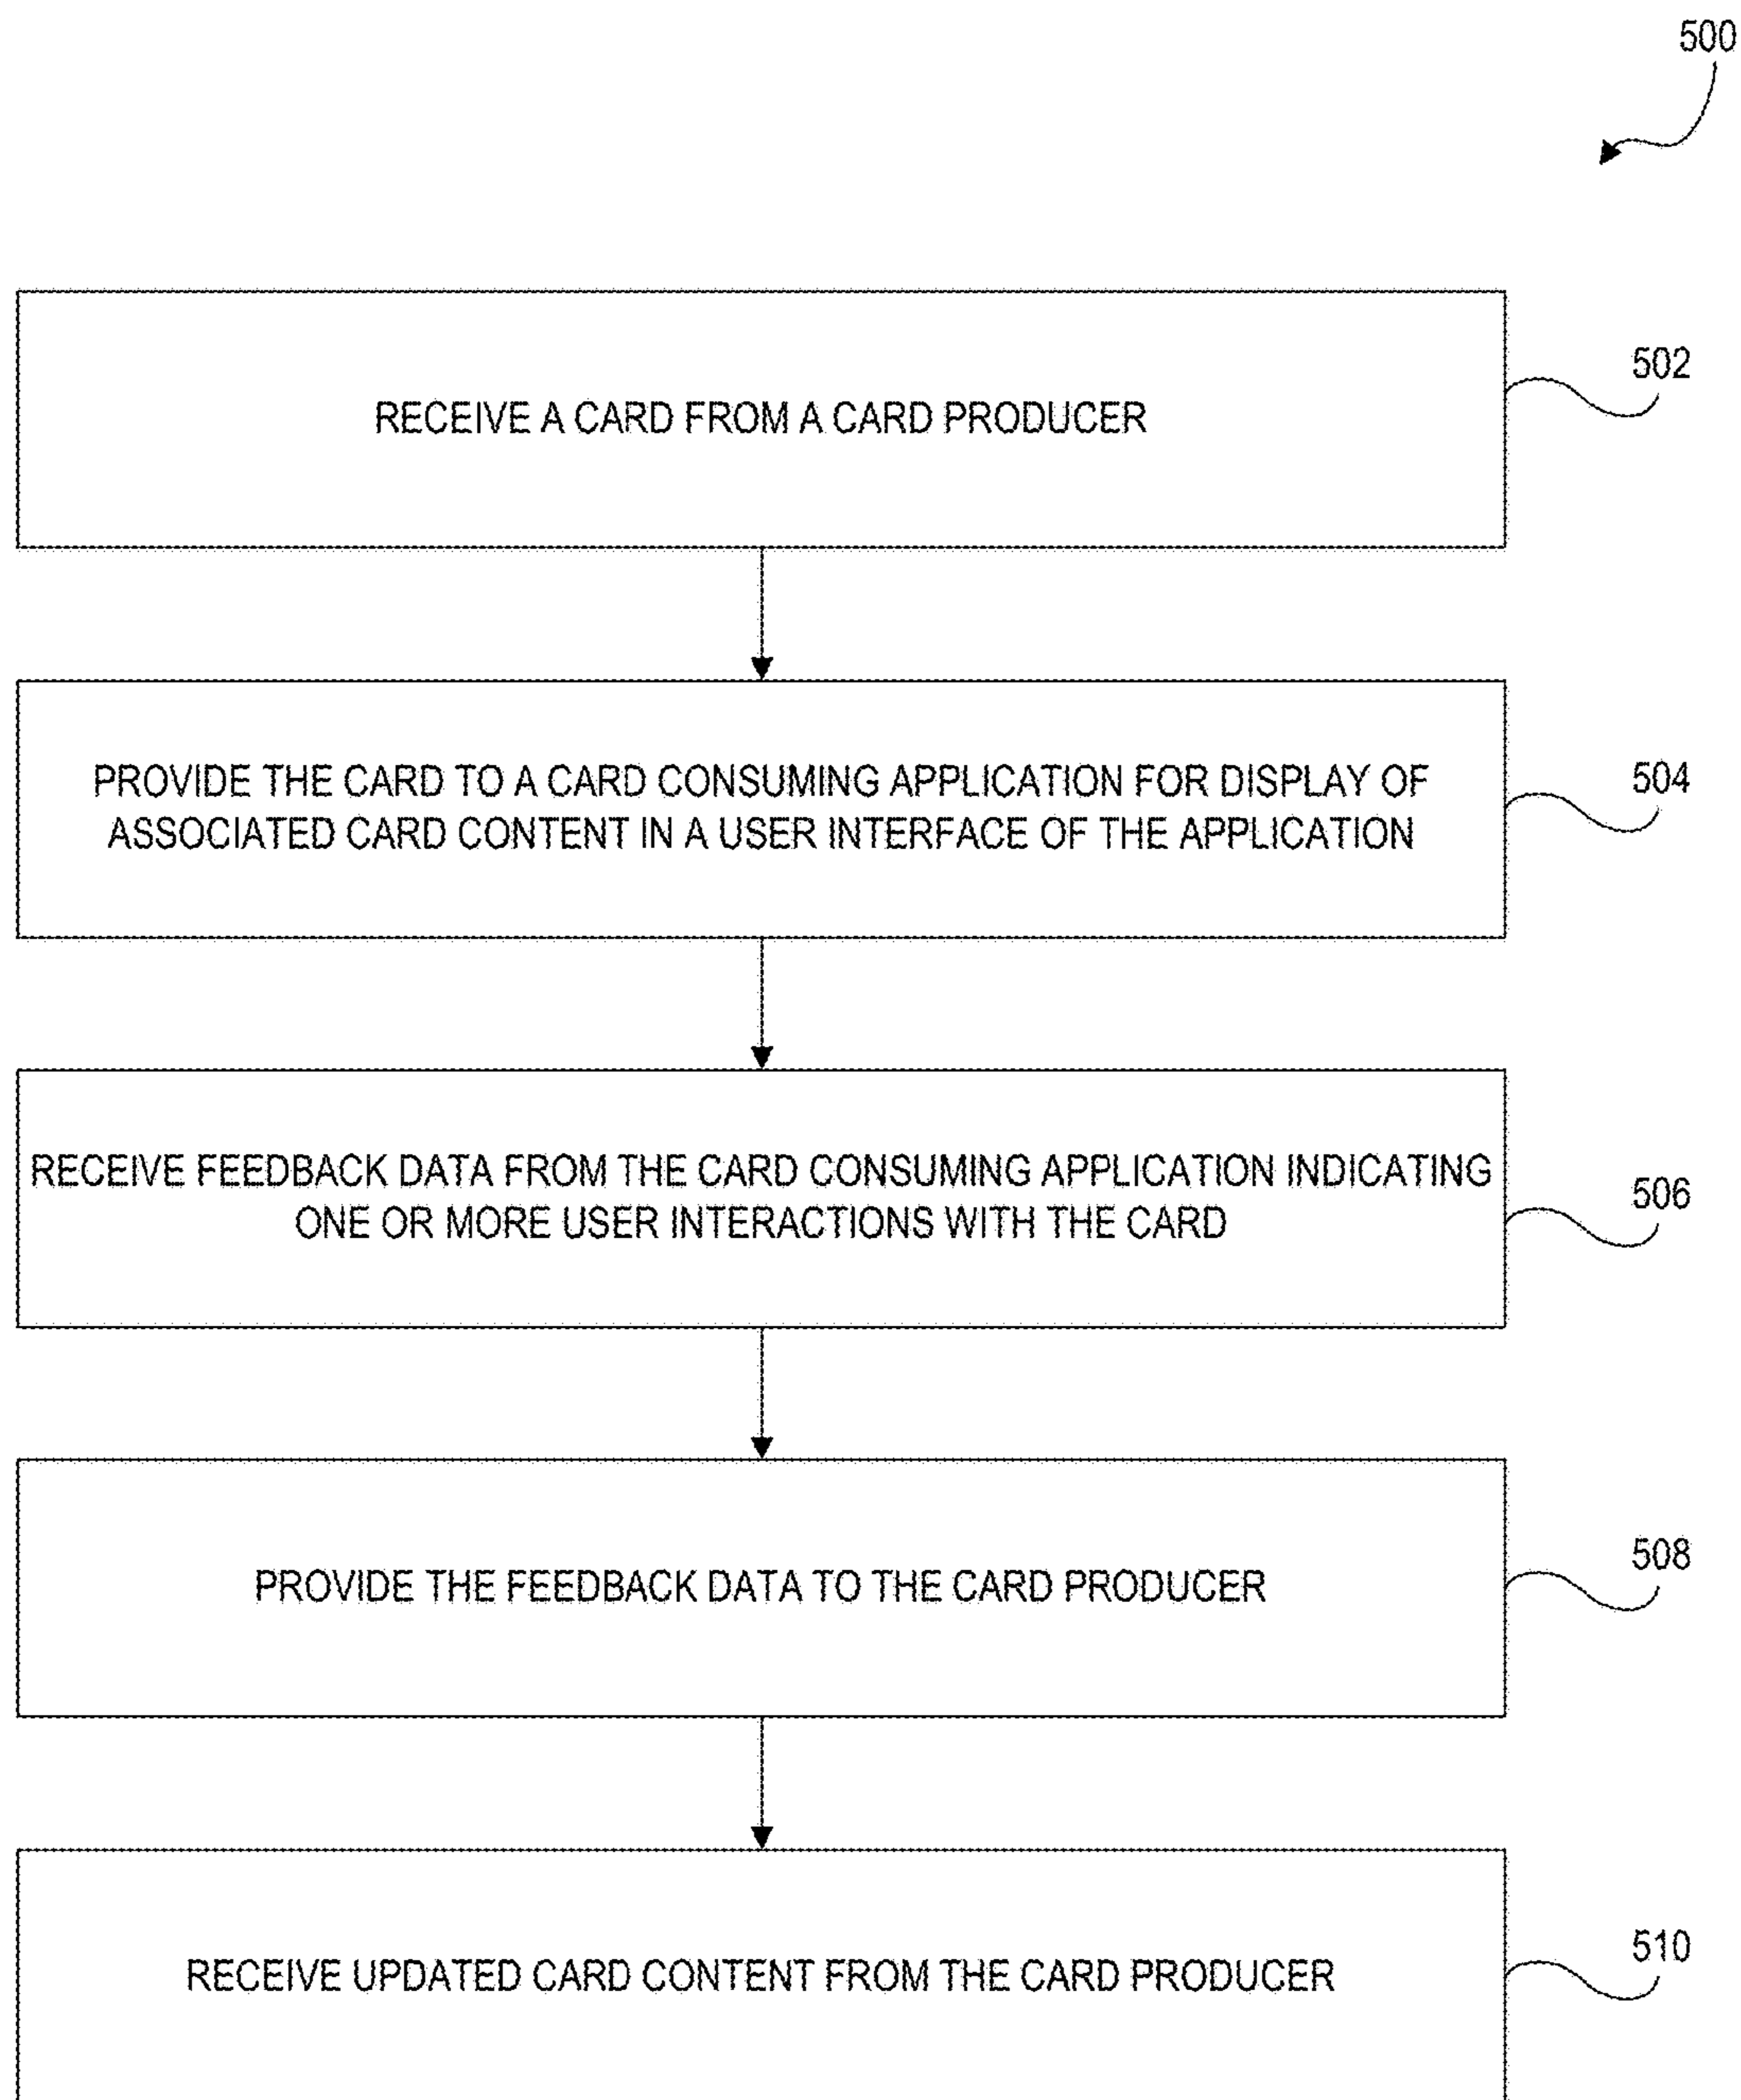 500
RECEIVE A CARD FROM A CARD PRODUCER
502
PROVIDE THE CARD TO A CARD CONSUMING APPLICATION FOR DISPLAY OF
ASSOCIATED CARD CONTENT IN A USER INTERFACE OF THE APPLICATION
504
RECEIVE FEEDBACK DATA FROM THE CARD CONSUMING APPLICATION INDICATING
ONE OR MORE USER INTERACTIONS WITH THE CARD
506
PROVIDE THE FEEDBACK DATA TO THE CARD PRODUCER
508
RECEIVE UPDATED CARD CONTENT FROM THE CARD PRODUCER
510